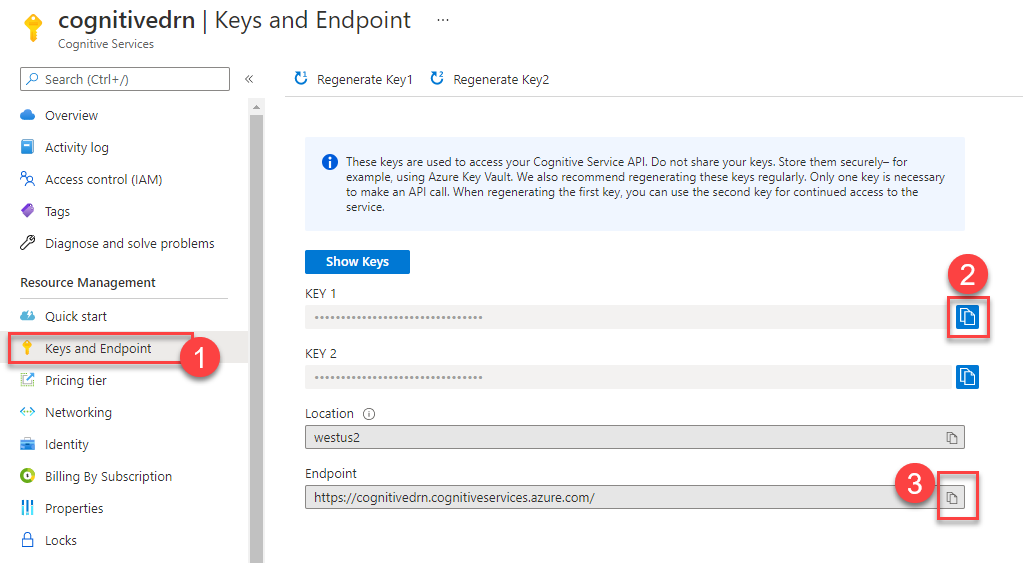 cognitivedrn | Keys and Endpoint ...
Cognitive Services
Search (Ctrl+/)
«
Regenerate Key1
Regenerate Key2
Overview
Activity log
Access control (IAM)
Tags
Diagnose and solve problems
Resource Management
Quick start
Keys and Endpoint
1
Pricing tier
Networking
Identity
Billing By Subscription
Properties
Locks
These keys are used to access your Cognitive Service API. Do not share your keys. Store them securely– for
example, using Azure Key Vault. We also recommend regenerating these keys regularly. Only one key is necessary
to make an API call. When regenerating the first key, you can use the second key for continued access to the
service.
Show Keys
2
KEY 1
••••••••••••••••••••••••••••••••
KEY 2
••••••••••••••••••••••••••••••••
Location
westus2
Endpoint
3
https://cognitivedrn.cognitiveservices.azure.com/